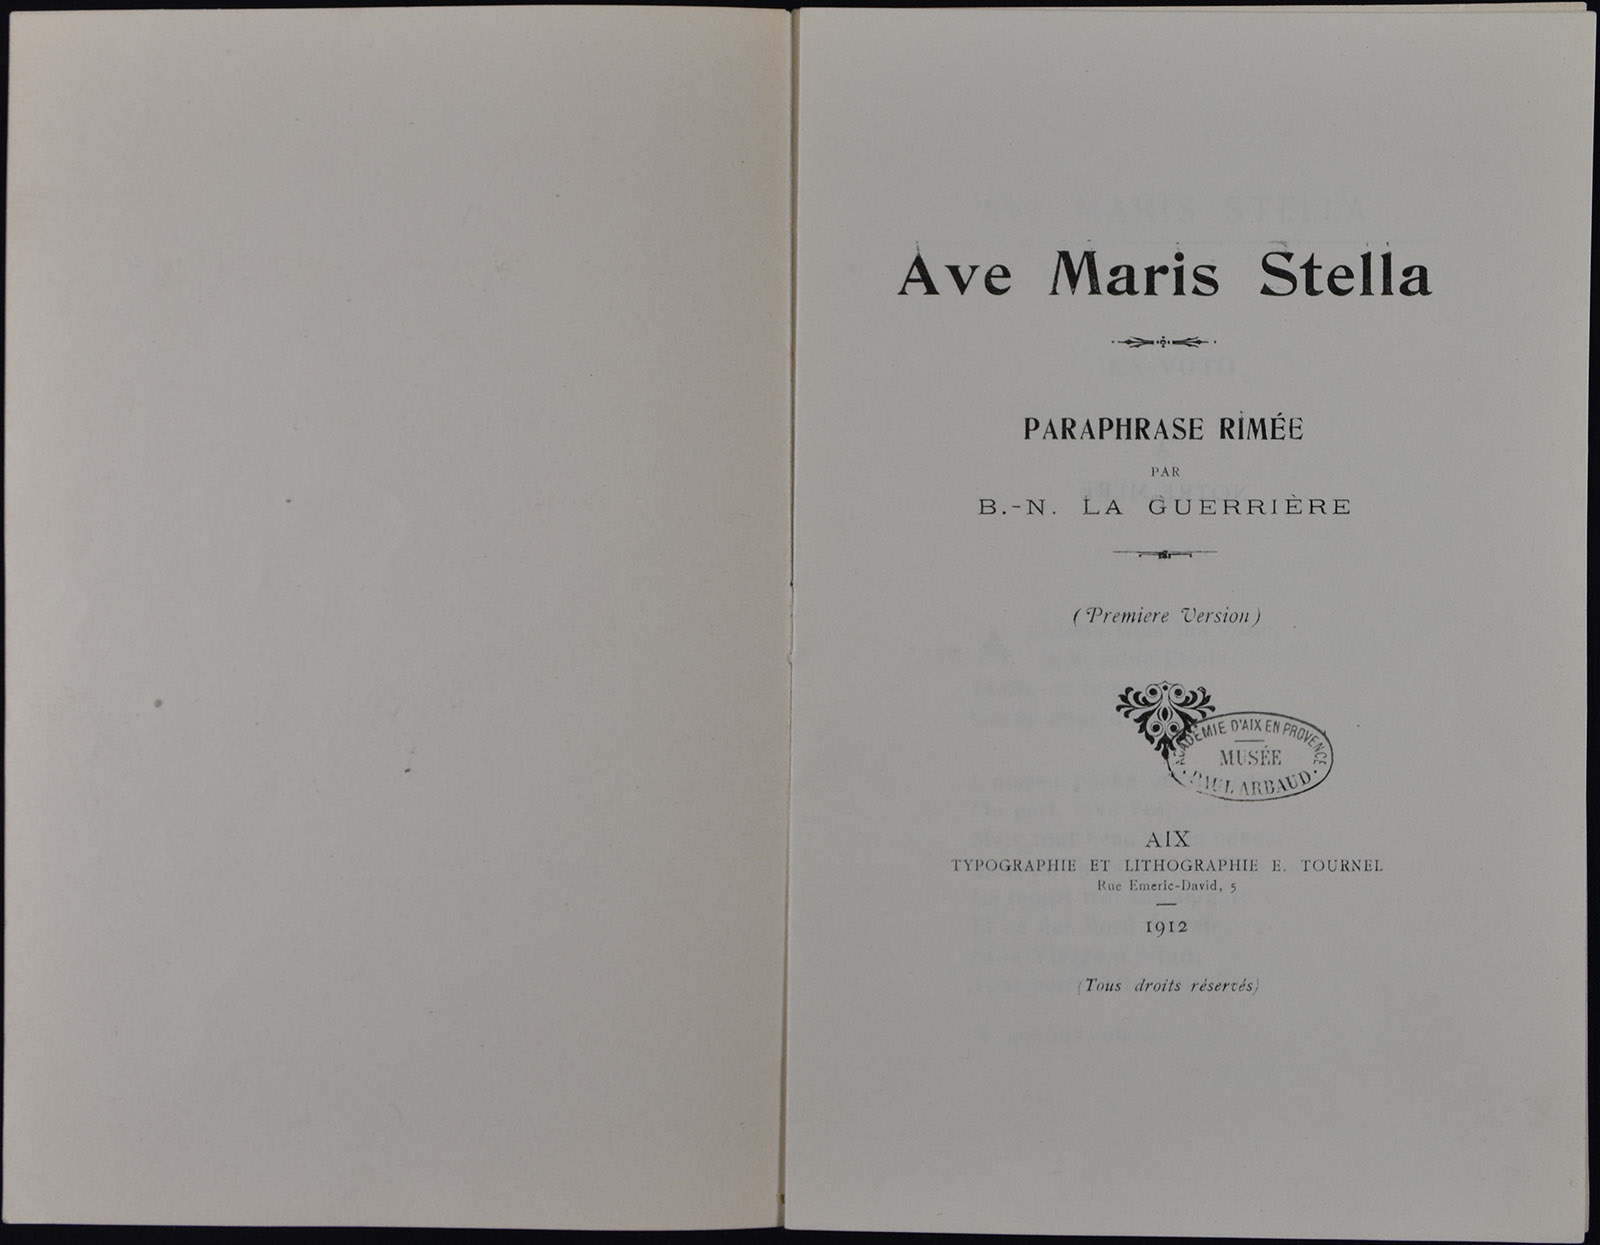 Ave Maris Stella
PARAPHRASE RIMÉE
PAR
B.-N. LA GUERRIÈRE
(Premiere Version)
ACADÉMIE D'AIX EN PROVENCE
MUSÉE
PAUL ARBAUD
AIX
TYPOGRAPHIE ET LITHOGRAPHIE E. TOURNEL
Rue Emeric-David, 5
1912
(Tous droits réservés)